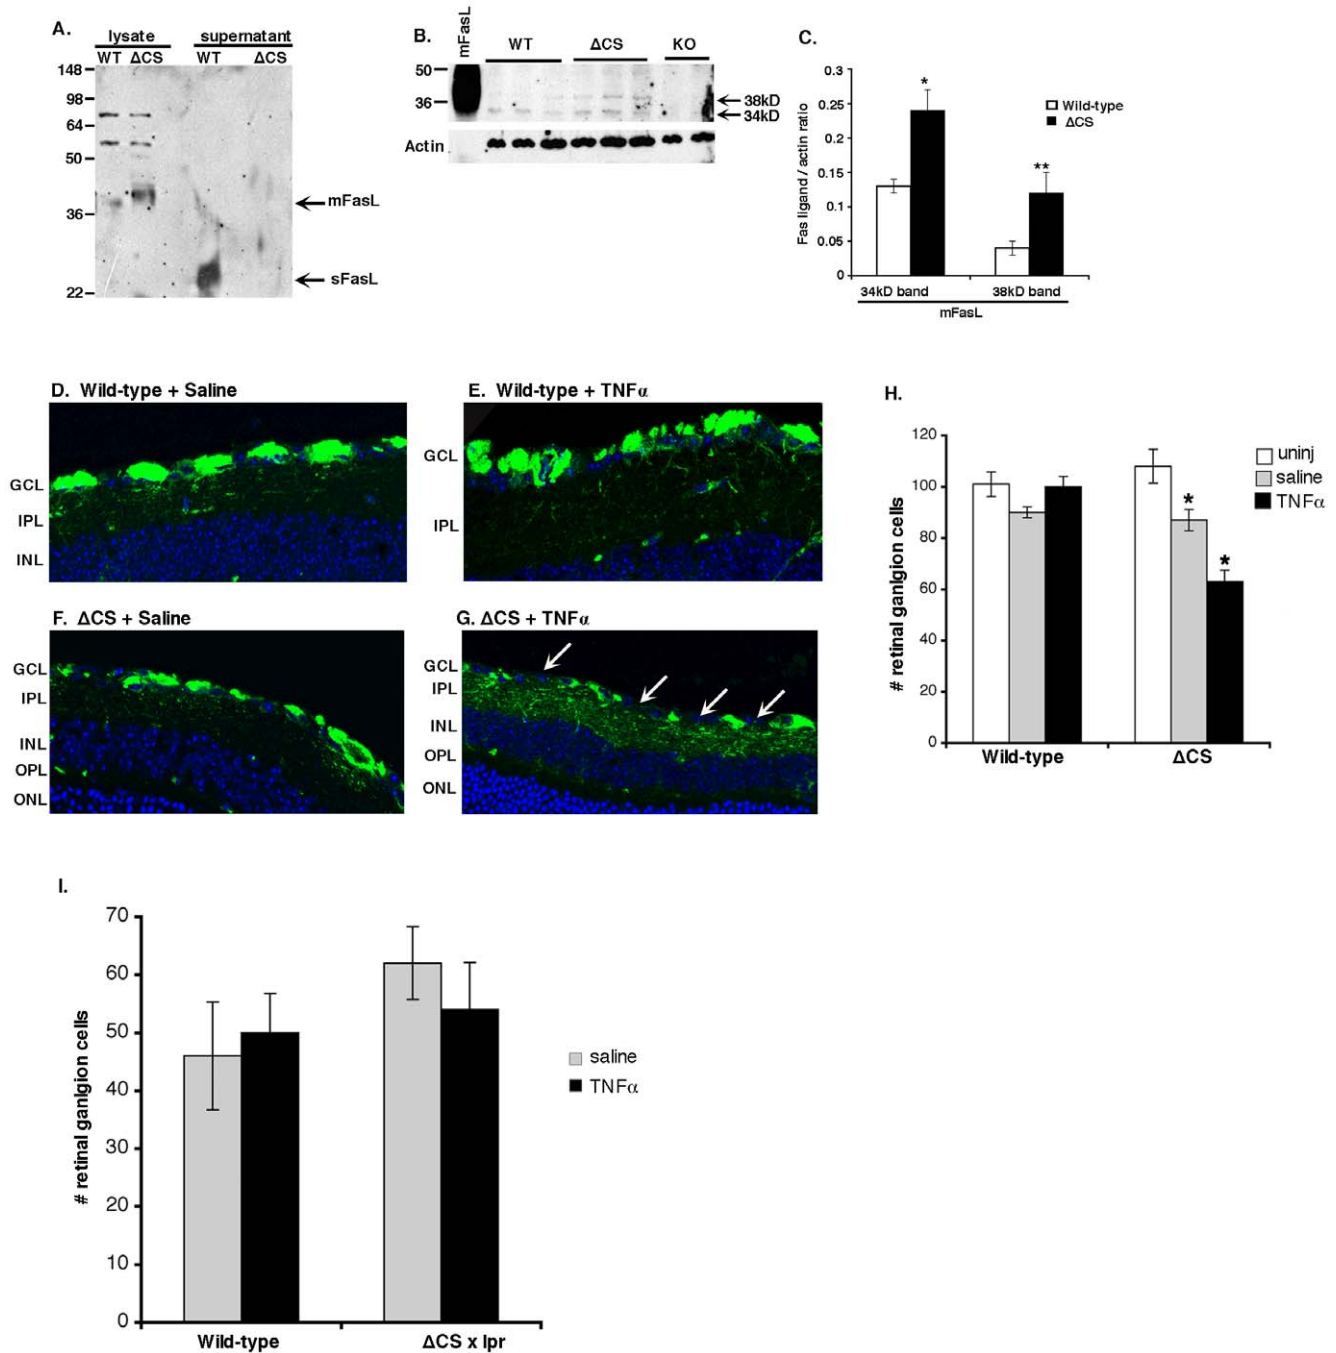 A.
lysate supernatant
WT ΔCS WT ΔCS
148
98
64
50
36
22
mFasL
sFasL
B.
mFasL
WT ΔCS KO
50
36
38kD
34kD
Actin
C.
0.3
0.25
0.2
0.15
0.1
0.05
0
Fas ligand / actin ratio
*
**
Wild-type
ΔCS
34kD band 38kD band
mFasL
D. Wild-type + Saline
GCL
IPL
INL
E. Wild-type + TNFα
GCL
IPL
F. ΔCS + Saline
GCL
IPL
INL
OPL
ONL
G. ΔCS + TNFα
GCL
IPL
INL
OPL
ONL
H.
120
100
80
60
40
20
0
# retinal ganlgion cells
*
*
uninj
saline
TNFα
Wild-type ΔCS
I.
70
60
50
40
30
20
10
0
# retinal ganlgion cells
saline
TNFα
Wild-type ΔCS x lpr